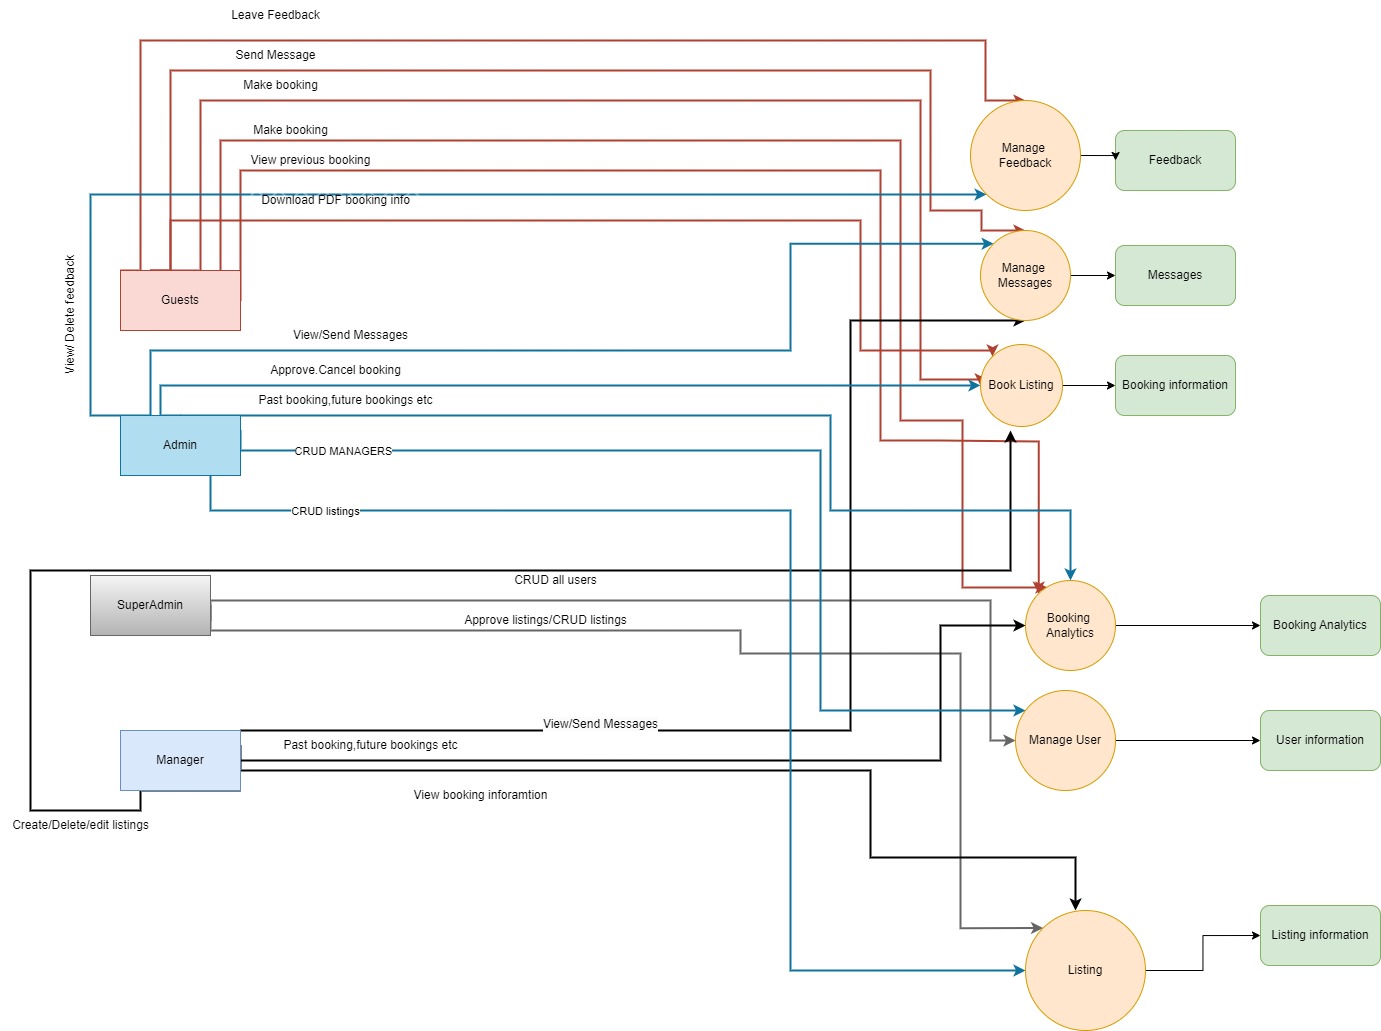 Leave Feedback
Send Message
Make booking
Make booking
View previous booking
Download PDF booking info
Manage
Feedback
Feedback
View/ Delete feedback
Manage
Messages
Messages
Guests
View/Send Messages
Approve.Cancel booking
Book Listing
Booking information
Past booking,future bookings etc
Admin
CRUD MANAGERS
CRUD listings
CRUD all users
SuperAdmin
Approve listings/CRUD listings
Booking
Analytics
Booking Analytics
View/Send Messages
Past booking,future bookings etc
Manager
Manage User
User information
View booking inforamtion
Create/Delete/edit listings
Listing
Listing information